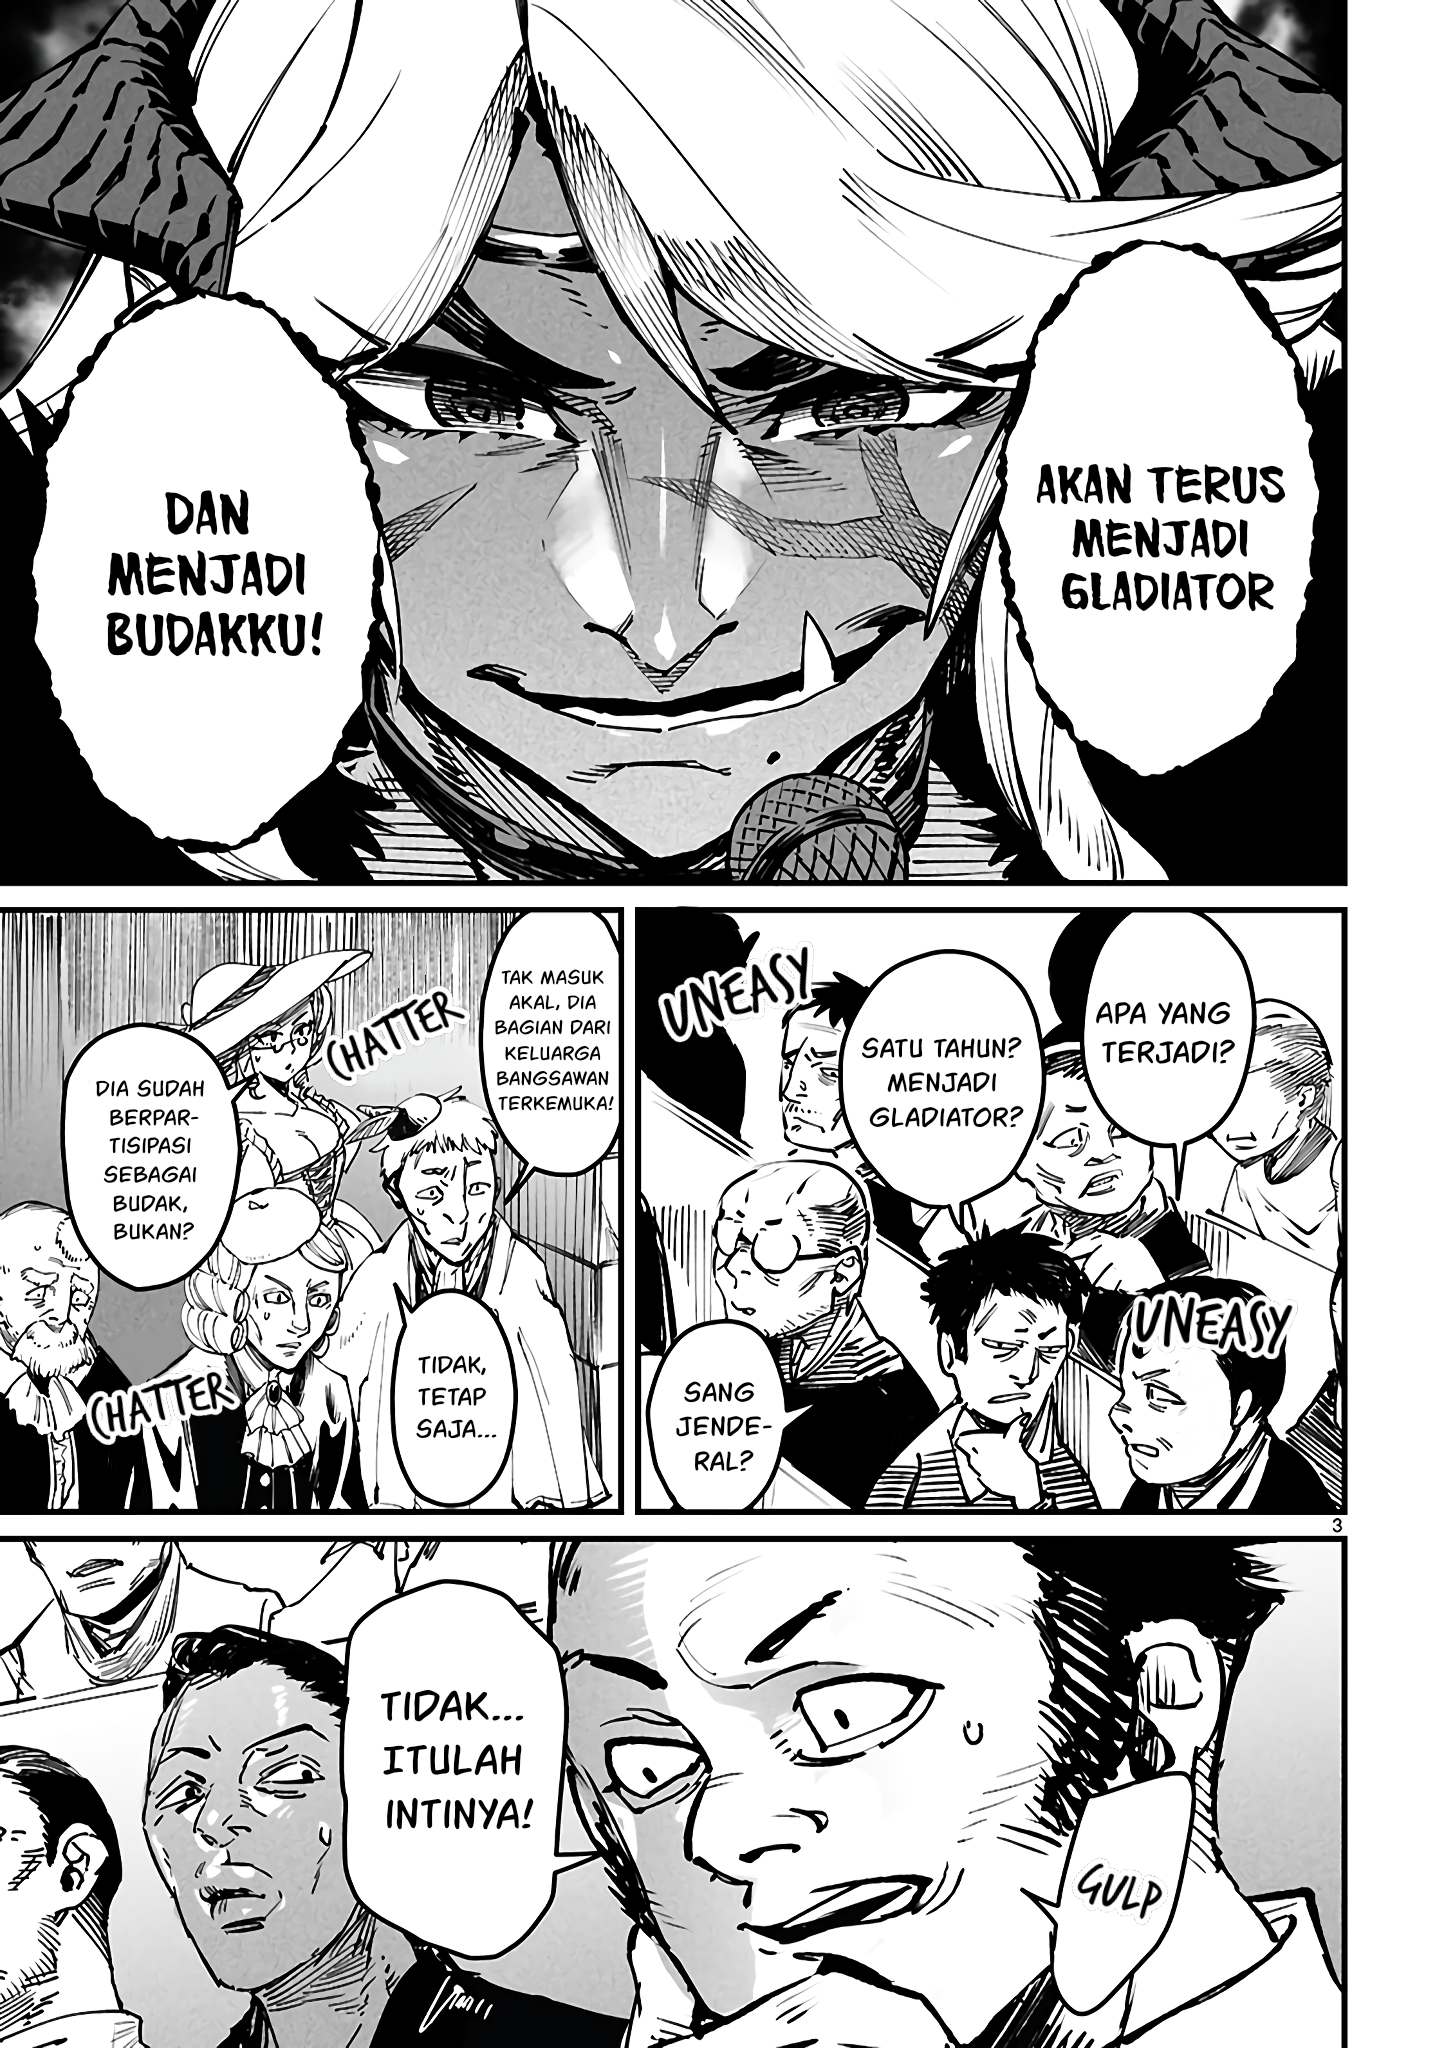 AKAN TERUS
MENJADI
GLADIATOR
DAN
MENJADI
BUDAKKU!
APA YANG
TERJADI?
SATU TAHUN?
MENJADI
GLADIATOR?
UNEASY
UNEASY
SANG
JENDE-
RAL?
TAK MASUK
AKAL, DIA
BAGIAN DARI
KELUARGA
BANGSAWAN
TERKEMUKA!
CHATTER
DIA SUDAH
BERPAR-
TISIPASI
SEBAGAI
BUDAK,
BUKAN?
TIDAK,
TETAP
SAJA...
CHATTER
3
TIDAK...
ITULAH
INTINYA!
GULP